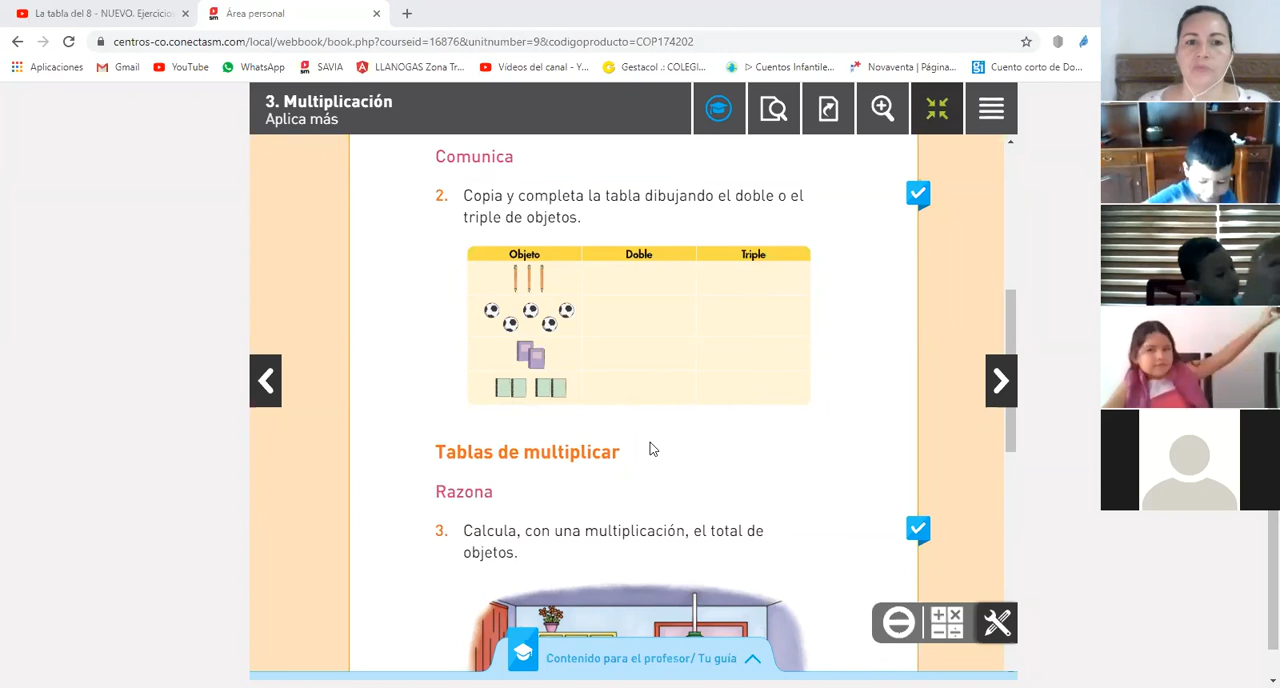 La tabla del 8 - NUEVO. Ejercicio
Área personal
centros-co.conectasm.com/local/webbook/book.php?courseid=16876&unitnumber=9&codigoproducto=COP174202
Aplicaciones
Gmail
YouTube
WhatsApp
SAVIA
LLANOGAS Zona Tr...
Vídeos del canal - Y...
Gestacol .: COLEGI...
Cuentos Infantile...
Novaventa | Págin...
Cuento corto de Do...
3. Multiplicación
Aplica más
Comunica
2. Copia y completa la tabla dibujando el doble o el
triple de objetos.
Objeto Doble Triple
Tablas de multiplicar
Razona
3. Calcula, con una multiplicación, el total de
objetos.
Contenido para el profesor/ Tu guía